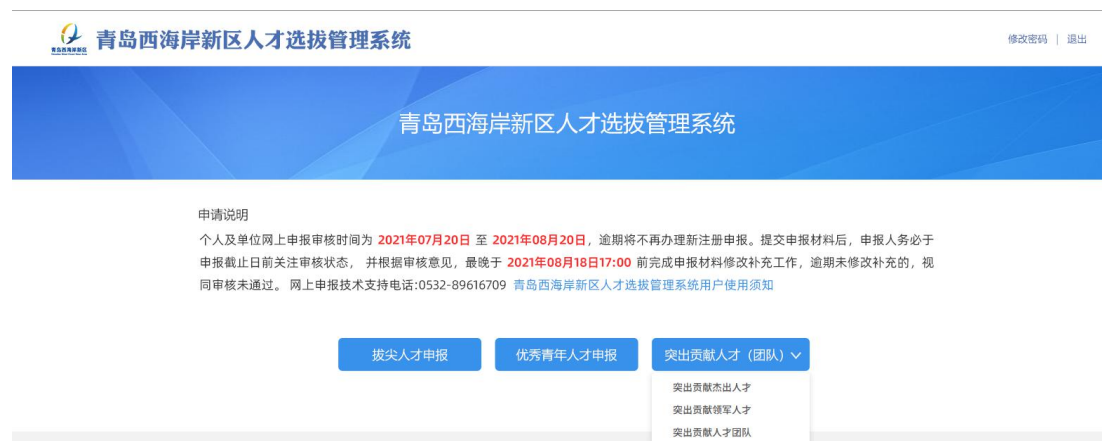 青岛西海岸新区人才选拔管理系统
修改密码 | 退出
青岛西海岸新区人才选拔管理系统
申请说明
个人及单位网上申报审核时间为 2021年07月20日 至 2021年08月20日，逾期将不再办理新注册申报。提交申报材料后，申报人务必于
申报截止日前关注审核状态， 并根据审核意见，最晚于 2021年08月18日17:00 前完成申报材料修改补充工作，逾期未修改补充的，视
同审核未通过。 网上申报技术支持电话:0532-89616709 青岛西海岸新区人才选拔管理系统用户使用须知
拔尖人才申报
优秀青年人才申报
突出贡献人才（团队）
突出贡献杰出人才
突出贡献领军人才
突出贡献人才团队